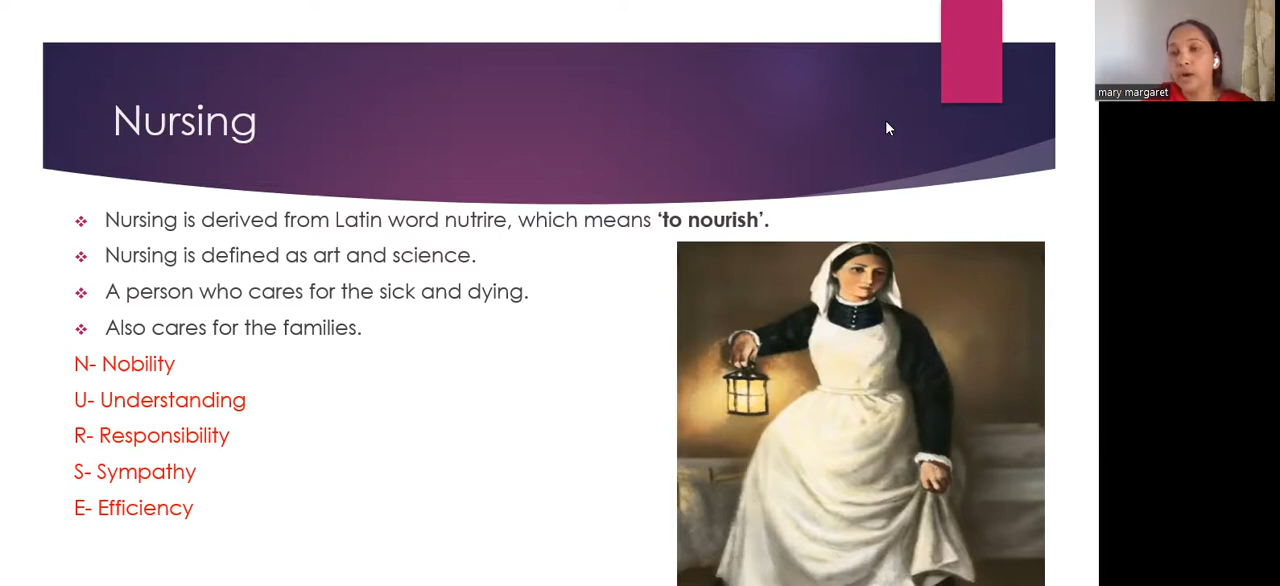 Nursing
mary margaret
Nursing is derived from Latin word nutrire, which means ‘to nourish’.
Nursing is defined as art and science.
A person who cares for the sick and dying.
Also cares for the families.
N- Nobility
U- Understanding
R- Responsibility
S- Sympathy
E- Efficiency